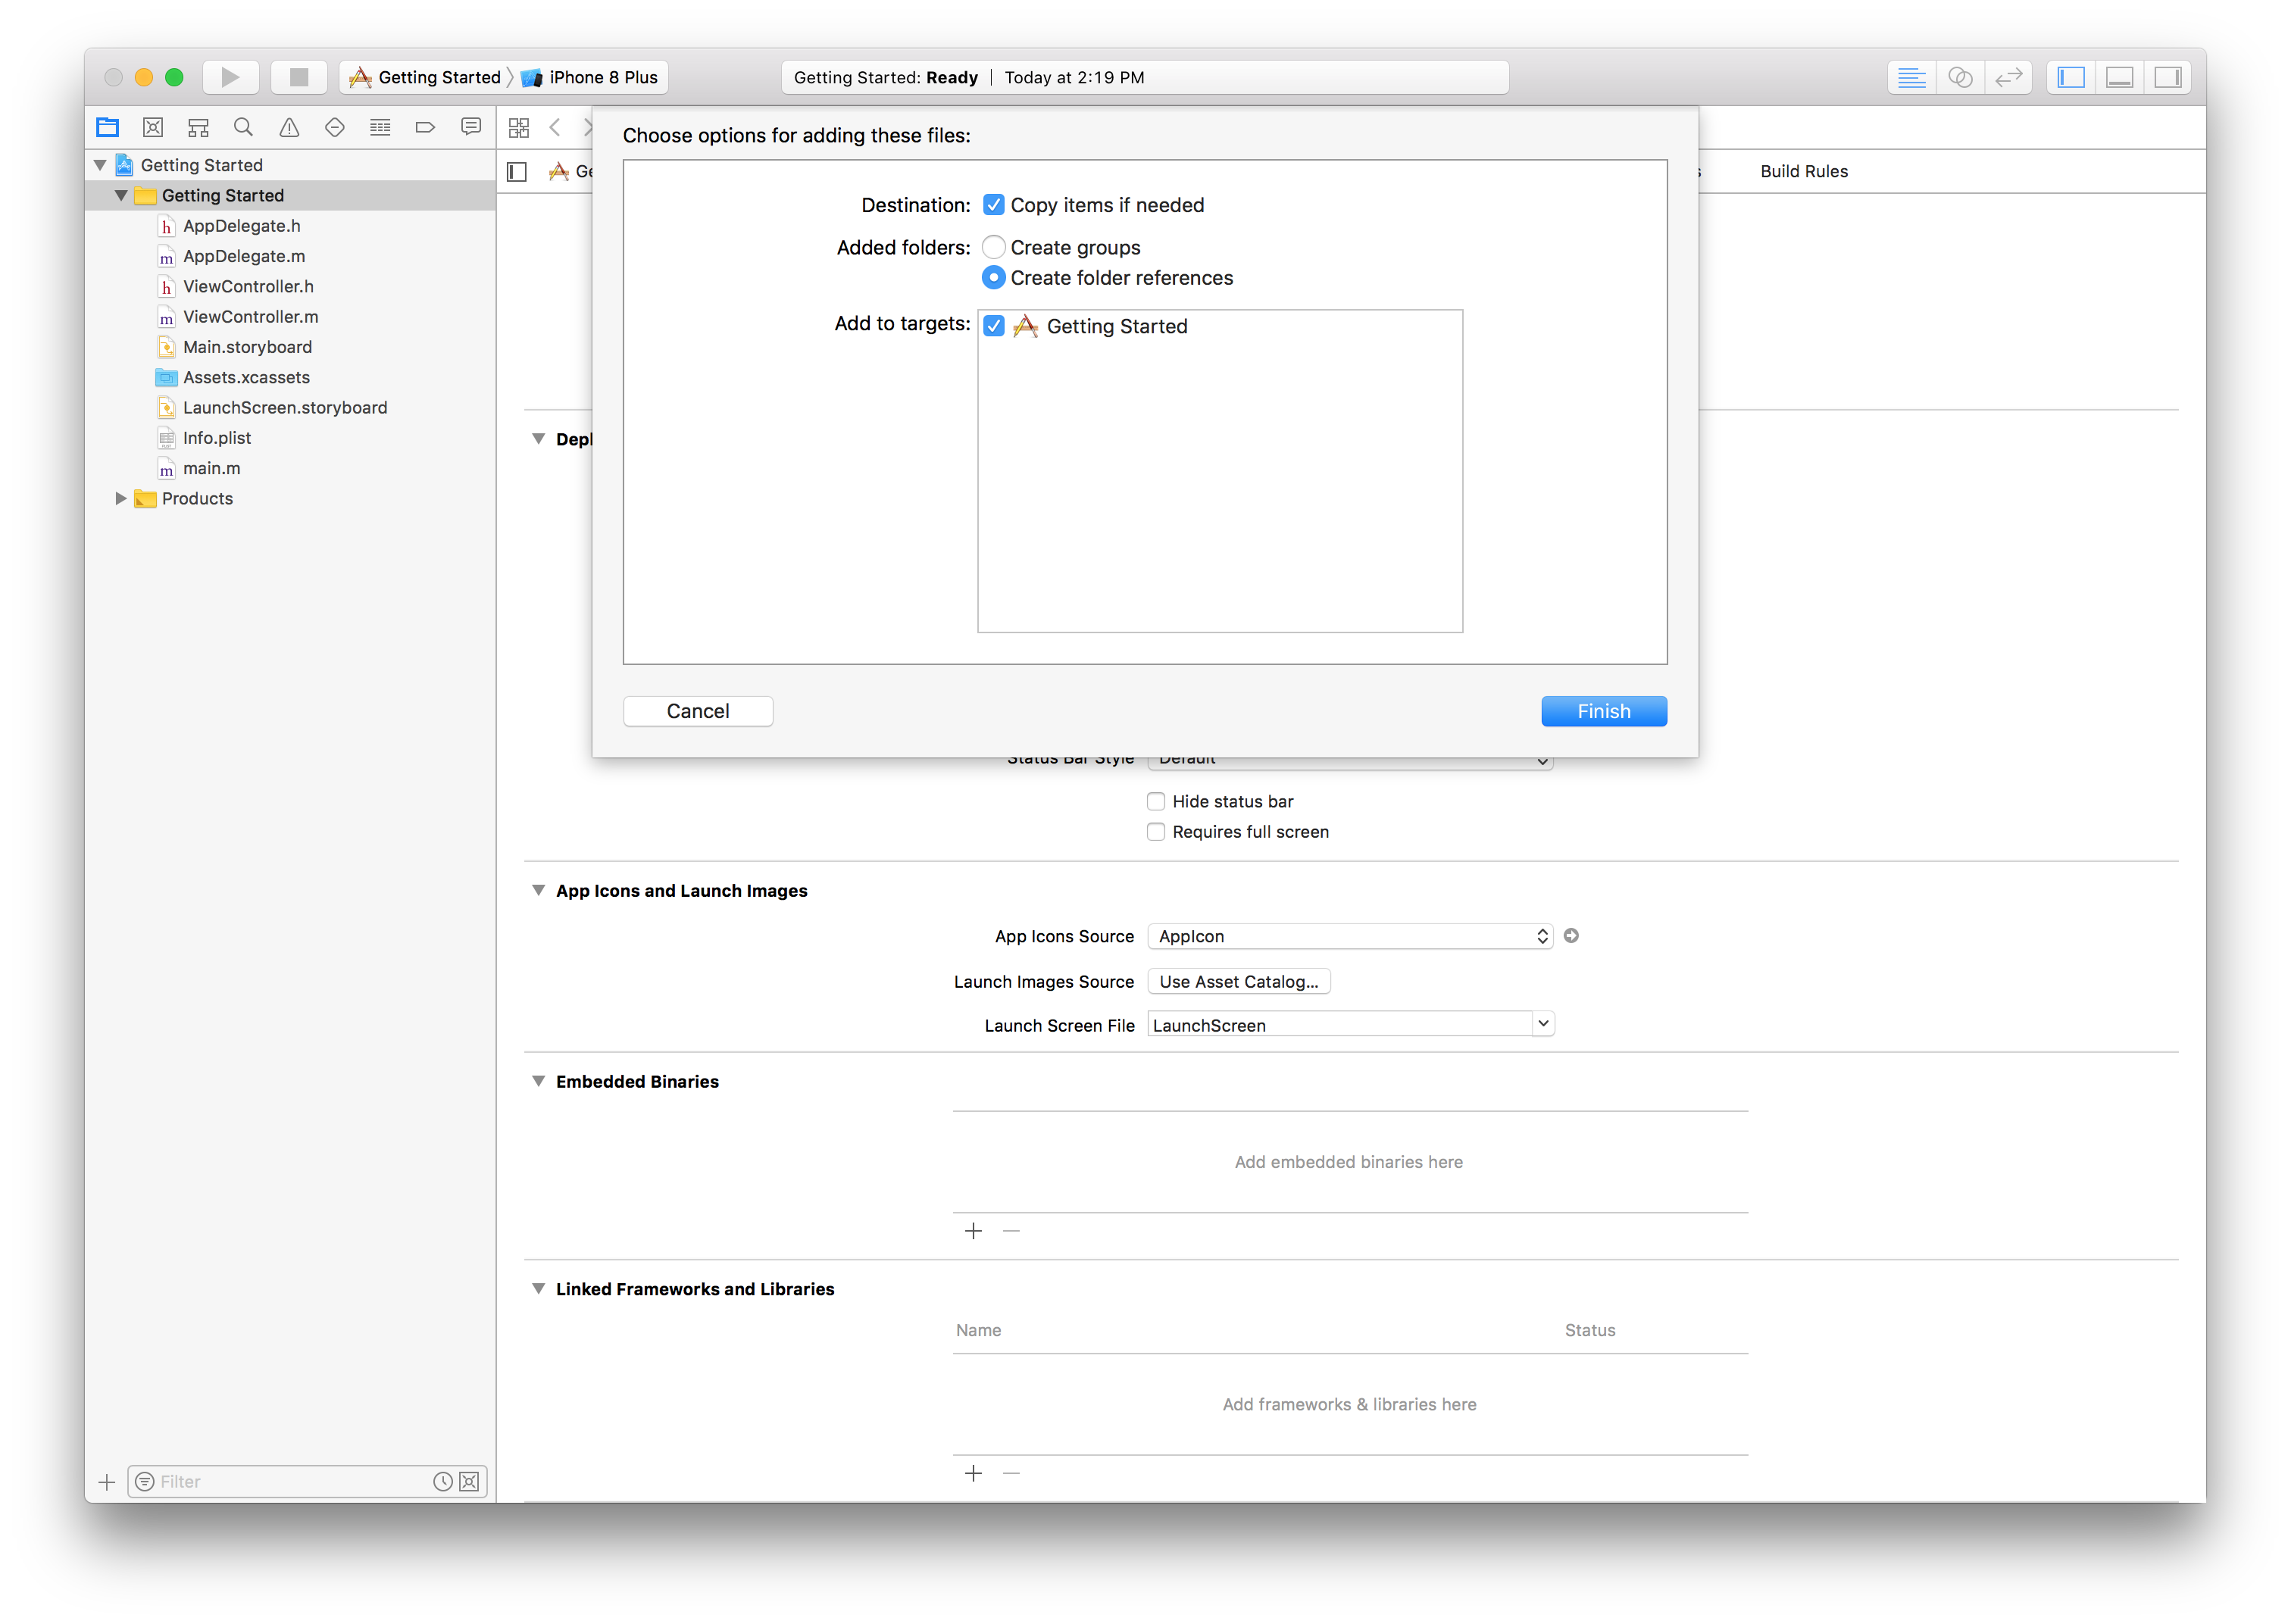 Getting Started
iPhone 8 Plus
Getting Started: Ready
Today at 2:19 PM
Getting Started
Getting Started
h AppDelegate.h
m AppDelegate.m
h ViewController.h
m ViewController.m
Main.storyboard
Assets.xcassets
LaunchScreen.storyboard
Info.plist
m main.m
Products
Filter
Choose options for adding these files:
Destination: Copy items if needed
Added folders: Create groups
Create folder references
Add to targets: Getting Started
Cancel
Finish
Build Rules
Status Bar Style Default
Hide status bar
Requires full screen
App Icons and Launch Images
App Icons Source AppIcon
Launch Images Source Use Asset Catalog...
Launch Screen File LaunchScreen
Embedded Binaries
Add embedded binaries here
Linked Frameworks and Libraries
Name Status
Add frameworks & libraries here